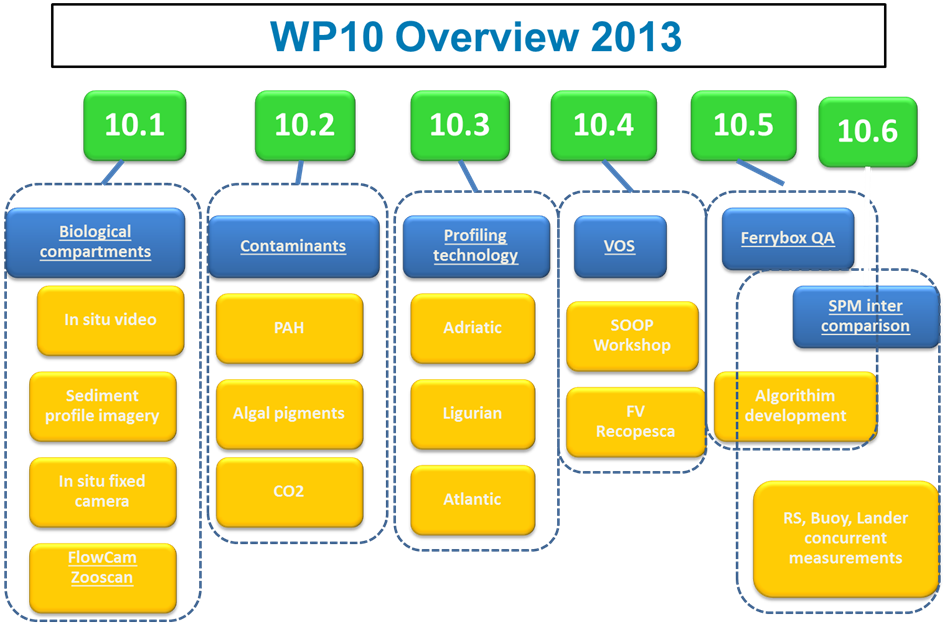 WP10 Overview 2013
10.1
10.2
10.3
10.4
10.5
10.6
Biological
compartments
In situ video
Sediment
profile imagery
In situ fixed
camera
FlowCam
Zooscan
Contaminants
PAH
Algal pigments
CO2
Profiling
technology
Adriatic
Ligurian
Atlantic
VOS
SOOP
Workshop
FV
Recopesca
Ferrybox QA
SPM inter
comparison
Algorithim
development
RS, Buoy, Lander
concurrent
measurements